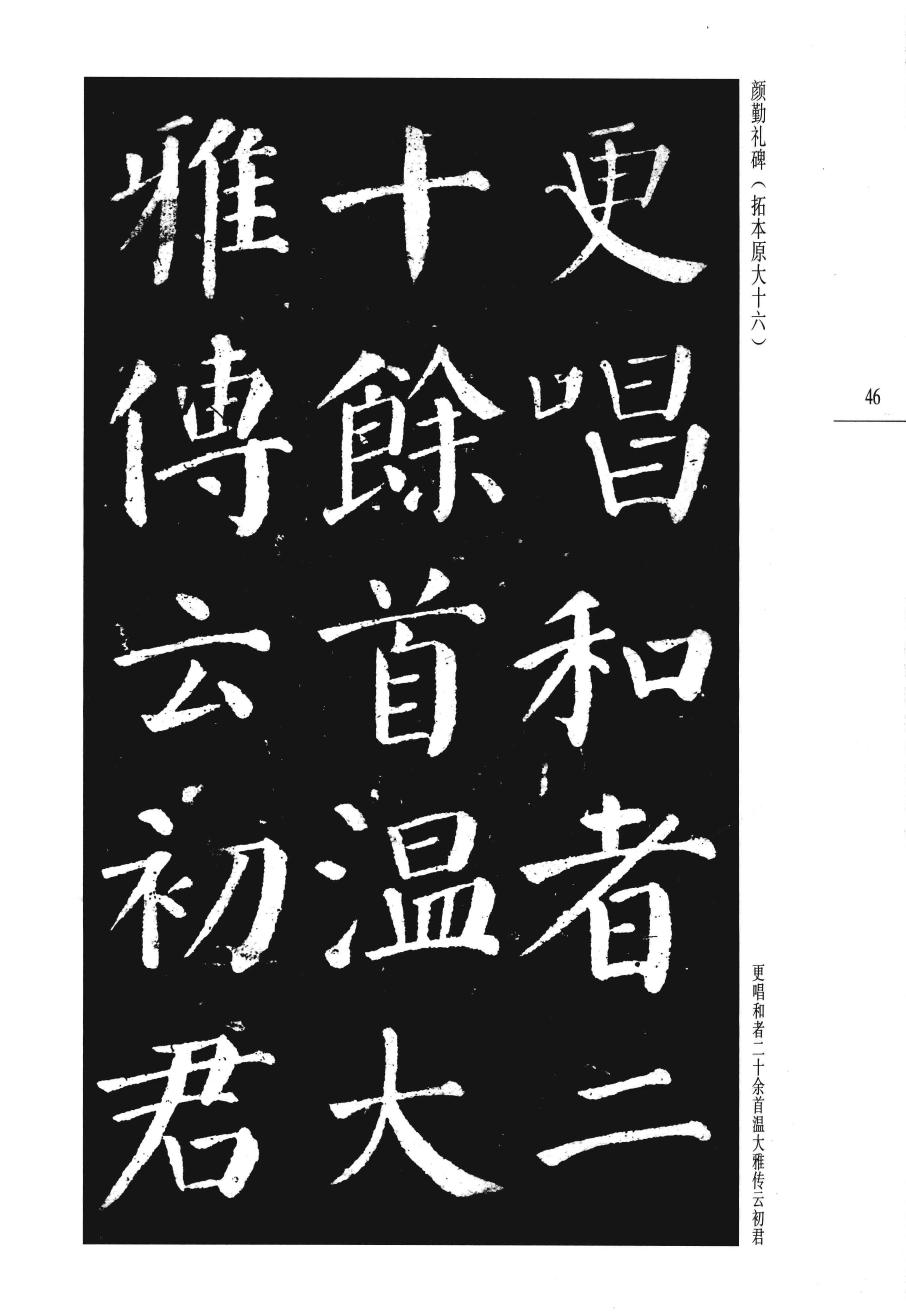 颜勤礼碑（拓本原大十六）
46
更唱和者二
十餘首温大
雅傳云初君
更唱和者二十余首温大雅传云初君